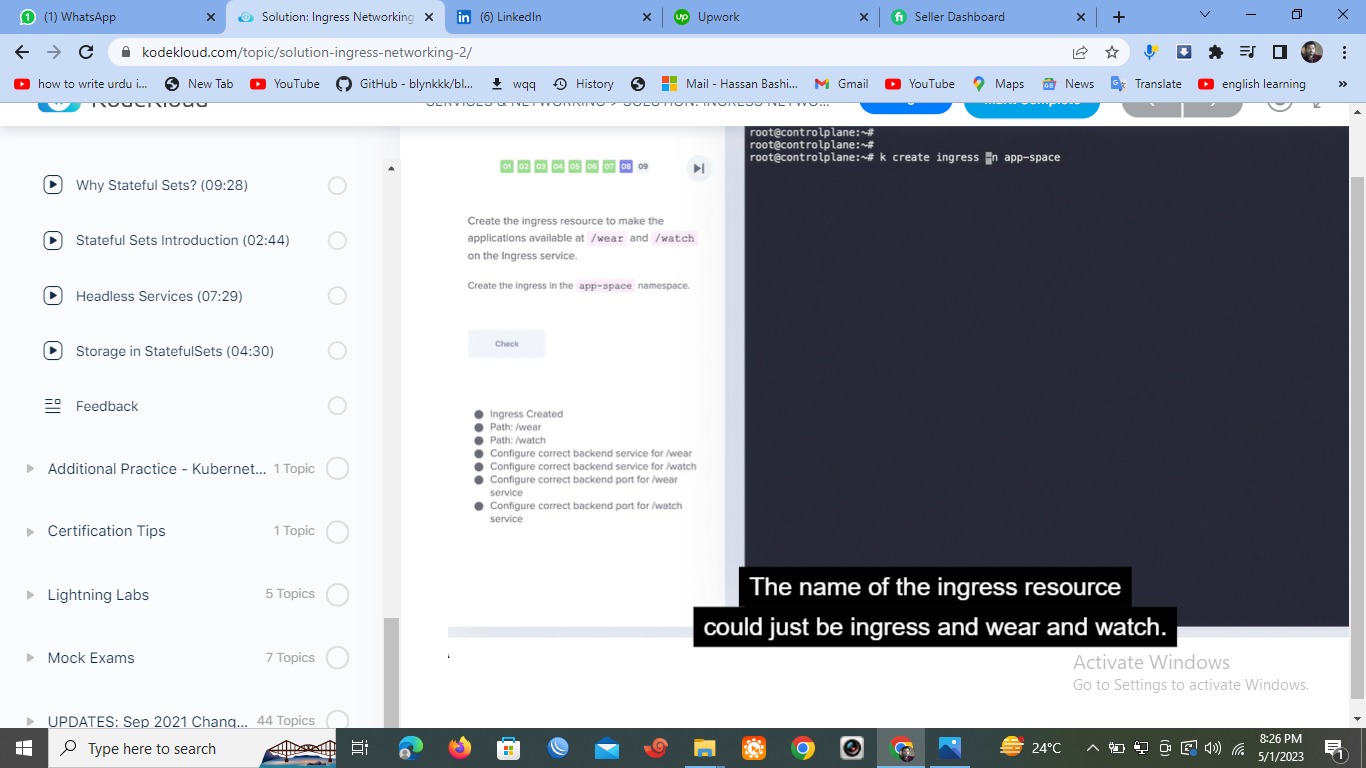 (1) WhatsApp
Solution: Ingress Networking
(6) LinkedIn
Upwork
Seller Dashboard
kodekloud.com/topic/solution-ingress-networking-2/
how to write urdu i...
New Tab
YouTube
GitHub - blynkkk/bl...
wqq
History
Mail - Hassan Bashi...
Gmail
YouTube
Maps
News
Translate
english learning
Why Stateful Sets? (09:28)
Stateful Sets Introduction (02:44)
Headless Services (07:29)
Storage in StatefulSets (04:30)
Feedback
Additional Practice - Kubernet... 1 Topic
Certification Tips 1 Topic
Lightning Labs 5 Topics
Mock Exams 7 Topics
UPDATES: Sep 2021 Chang... 44 Topics
01 02 03 04 05 06 07 08 09
Create the ingress resource to make the
applications available at /wear and /watch
on the Ingress service.
Create the ingress in the app-space namespace.
Check
Ingress Created
Path: /wear
Path: /watch
Configure correct backend service for /wear
Configure correct backend service for /watch
Configure correct backend port for /wear
service
Configure correct backend port for /watch
service
root@controlplane:~#
root@controlplane:~#
root@controlplane:~# k create ingress -n app-space
The name of the ingress resource
could just be ingress and wear and watch.
Activate Windows
Go to Settings to activate Windows.
Type here to search
24°C
8:26 PM
5/1/2023
1